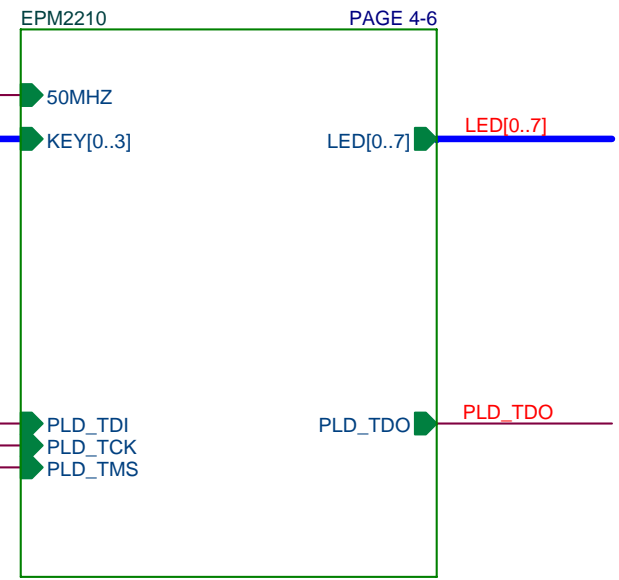 EPM2210 PAGE 4-6
50MHZ
LED[0..7]
KEY[0..3] LED[0..7]
PLD_TDO
PLD_TDI PLD_TDO
PLD_TCK
PLD_TMS